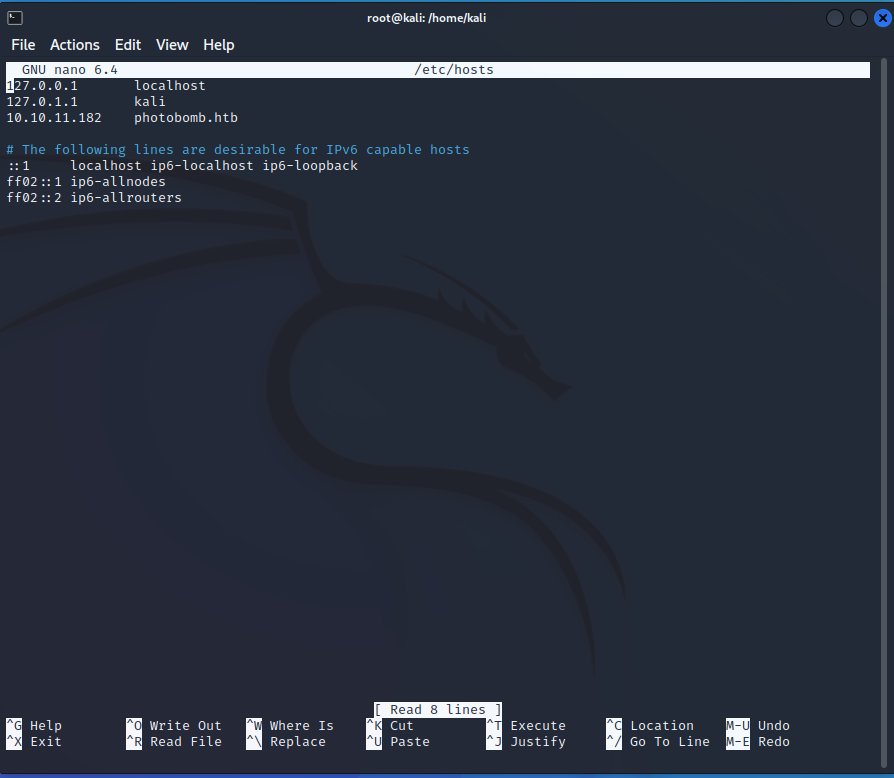 root@kali: /home/kali
File Actions Edit View Help
GNU nano 6.4 /etc/hosts
127.0.0.1 localhost
127.0.1.1 kali
10.10.11.182 photobomb.htb
# The following lines are desirable for IPv6 capable hosts
::1 localhost ip6-localhost ip6-loopback
ff02::1 ip6-allnodes
ff02::2 ip6-allrouters
[ Read 8 lines ]
^G Help ^O Write Out ^W Where Is ^K Cut ^T Execute ^C Location M-U Undo
^X Exit ^R Read File ^\ Replace ^U Paste ^J Justify ^/ Go To Line M-E Redo